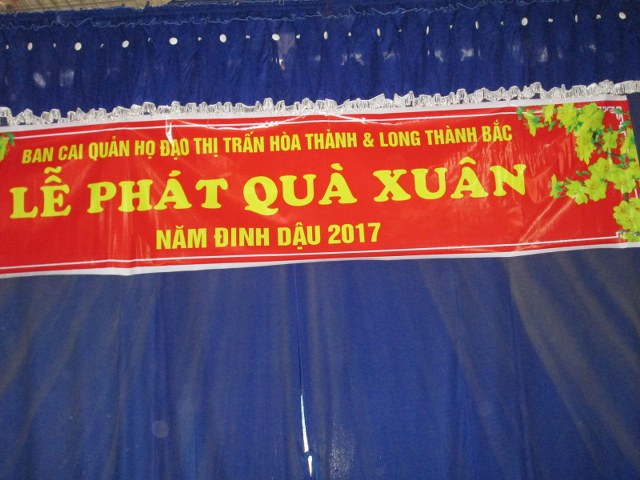 BAN CAI QUẢN HỌ ĐẠO THỊ TRẤN HÒA THÀNH & LONG THÀNH BẮC
LỄ PHÁT QUÀ XUÂN
NĂM ĐINH DẬU 2017